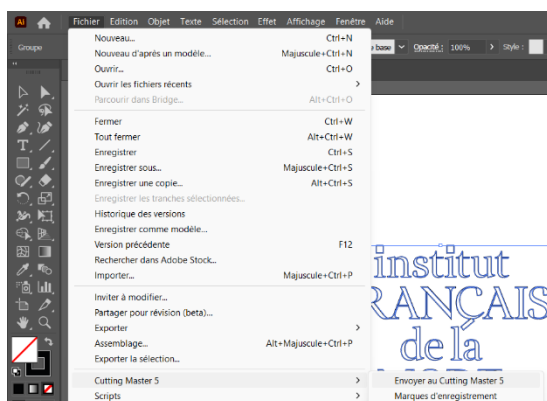 Ai Fichier Edition Objet Texte Sélection Effet Affichage Fenêtre Aide
Groupe
Nouveau... Ctrl+N
Nouveau d'après un modèle... Majuscule+Ctrl+N
e base Opacité : 100% Style :
Ouvrir... Ctrl+O
Ouvrir les fichiers récents
Parcourir dans Bridge... Alt+Ctrl+O
Fermer Ctrl+W
Tout fermer Alt+Ctrl+W
Enregistrer Ctrl+S
Enregistrer sous... Majuscule+Ctrl+S
Enregistrer une copie... Alt+Ctrl+S
Enregistrer les tranches sélectionnées...
Historique des versions
Enregistrer comme modèle...
Version précédente F12
Rechercher dans Adobe Stock...
Importer... Majuscule+Ctrl+P
Inviter à modifier...
Partager pour révision (beta)...
Exporter
Assemblage... Alt+Majuscule+Ctrl+P
Exporter la sélection...
Cutting Master 5
Scripts
institut
RANÇAIS
de la
Envoyer au Cutting Master 5
Marques d'enregistrement